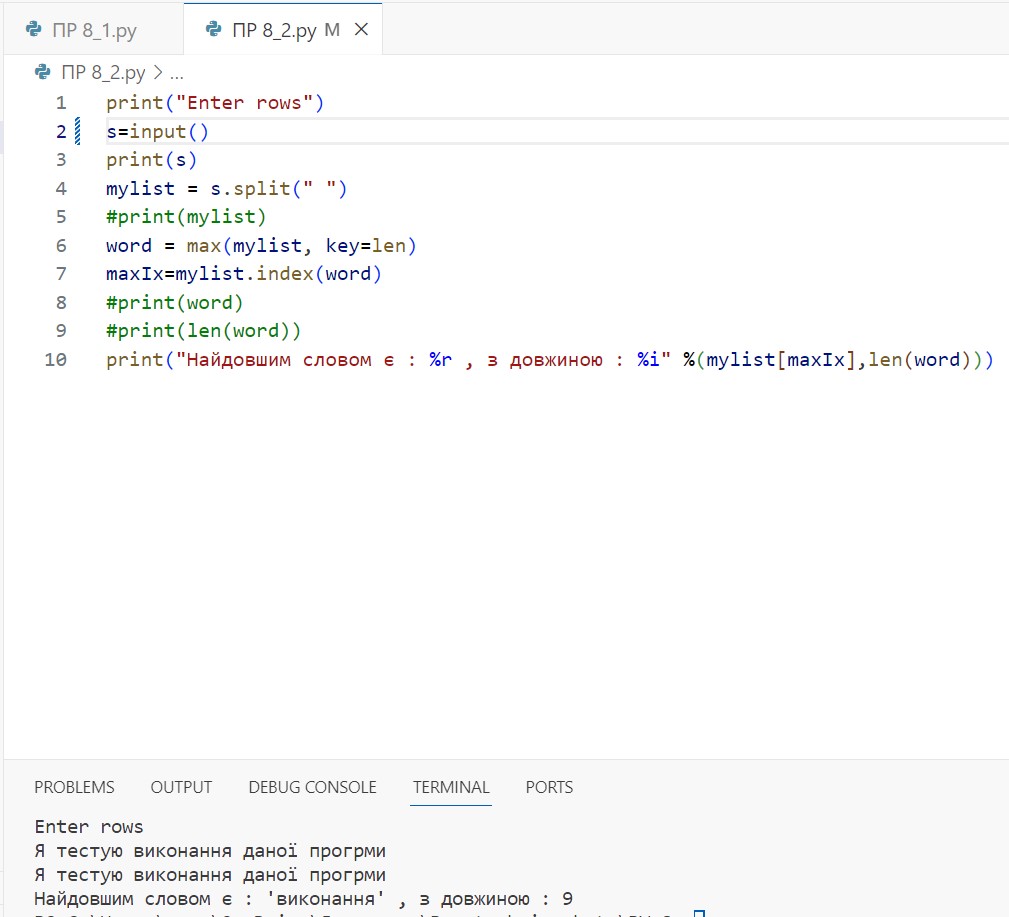 ПР 8_1.py
ПР 8_2.py M
ПР 8_2.py > ...
1 print("Enter rows")
2 s=input()
3 print(s)
4 mylist = s.split(" ")
5 #print(mylist)
6 word = max(mylist, key=len)
7 maxIx=mylist.index(word)
8 #print(word)
9 #print(len(word))
10 print("Найдовшим словом є : %r , з довжиною : %i" %(mylist[maxIx],len(word)))
PROBLEMS OUTPUT DEBUG CONSOLE TERMINAL PORTS
Enter rows
Я тестую виконання даної прогрми
Я тестую виконання даної прогрми
Найдовшим словом є : 'виконання' , з довжиною : 9